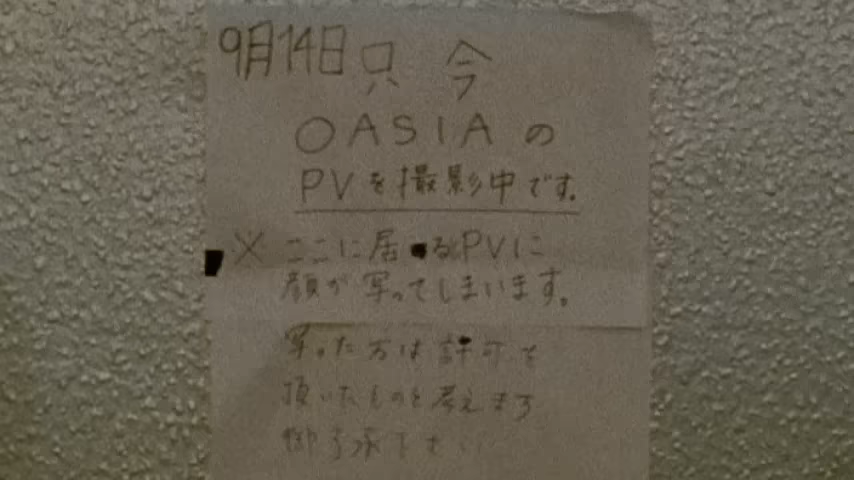 9月14日只今
OASIAの
PVを撮影中です。
※ここに居るとPVに
顔が写ってしまいます。
写った方は許可を
頂いたものと考えます
御了承下さい